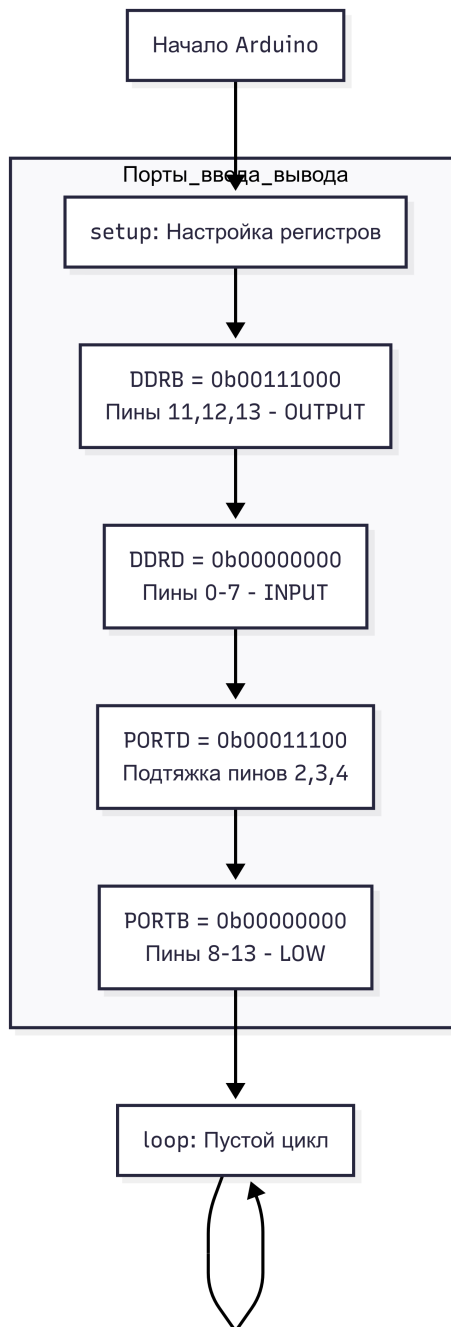 Начало Arduino
Порты_ввода_вывода
setup: Настройка регистров
DDRB = 0b00111000
Пины 11,12,13 - OUTPUT
DDRD = 0b00000000
Пины 0-7 - INPUT
PORTD = 0b00011100
Подтяжка пинов 2,3,4
PORTB = 0b00000000
Пины 8-13 - LOW
loop: Пустой цикл